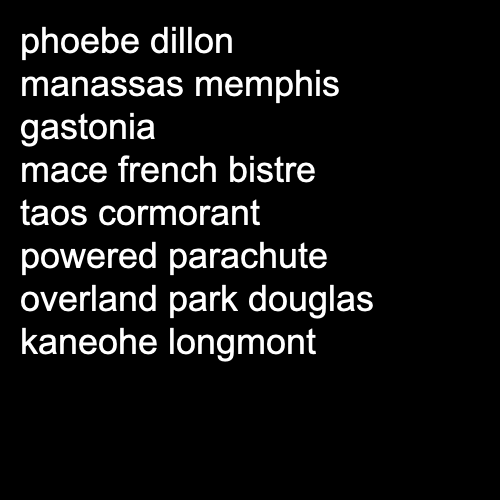 phoebe dillon
manassas memphis
gastonia
mace french bistre
taos cormorant
powered parachute
overland park douglas
kaneohe longmont